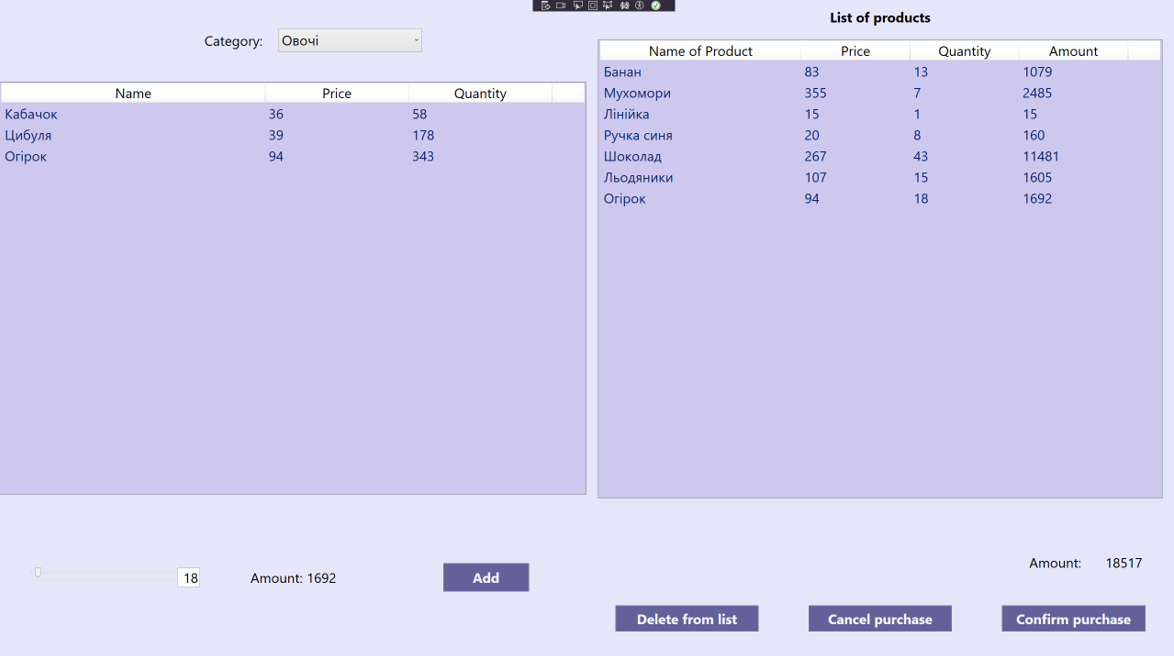 Category: Овочі
Name Price Quantity
Кабачок 36 58
Цибуля 39 178
Огірок 94 343
18 Amount: 1692 Add
List of products
Name of Product Price Quantity Amount
Банан 83 13 1079
Мухомори 355 7 2485
Лінійка 15 1 15
Ручка синя 20 8 160
Шоколад 267 43 11481
Льодяники 107 15 1605
Огірок 94 18 1692
Amount: 18517
Delete from list Cancel purchase Confirm purchase